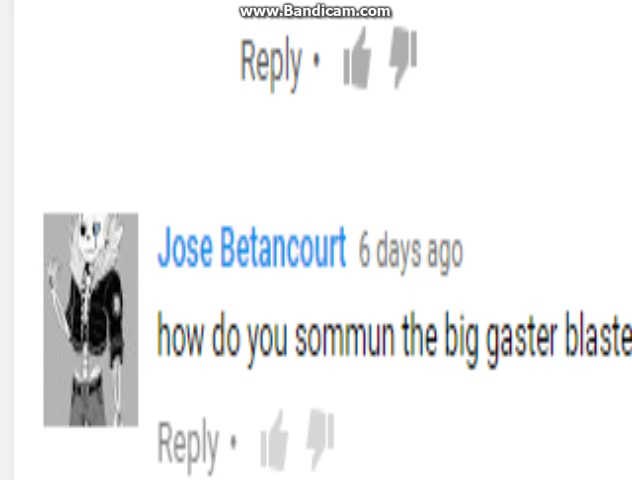 www.Bandicam.com
Reply •
Jose Betancourt 6 days ago
how do you sommun the big gaster blaste
Reply •